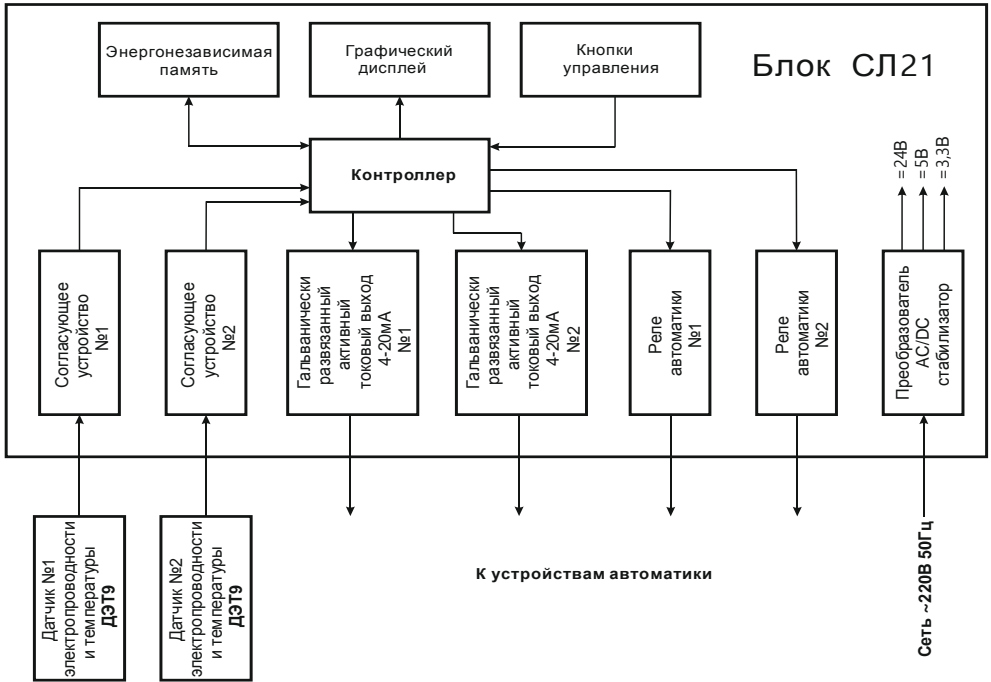 Энергонезависимая
память
Графический
дисплей
Кнопки
управления
Блок СЛ21
Контроллер
=24В
=5В
=3,3В
Согласующее
устройство
№1
Согласующее
устройство
№2
Гальванически
развязанный
активный
токовый выход
4-20мА
№1
Гальванически
развязанный
активный
токовый выход
4-20мА
№2
Реле
автоматики
№1
Реле
автоматики
№2
Преобразователь
AC/DC
стабилизатор
Датчик №1
электропроводности
и температуры
ДЭТ9
Датчик №2
электропроводности
и температуры
ДЭТ9
К устройствам автоматики
Сеть ~220В 50Гц